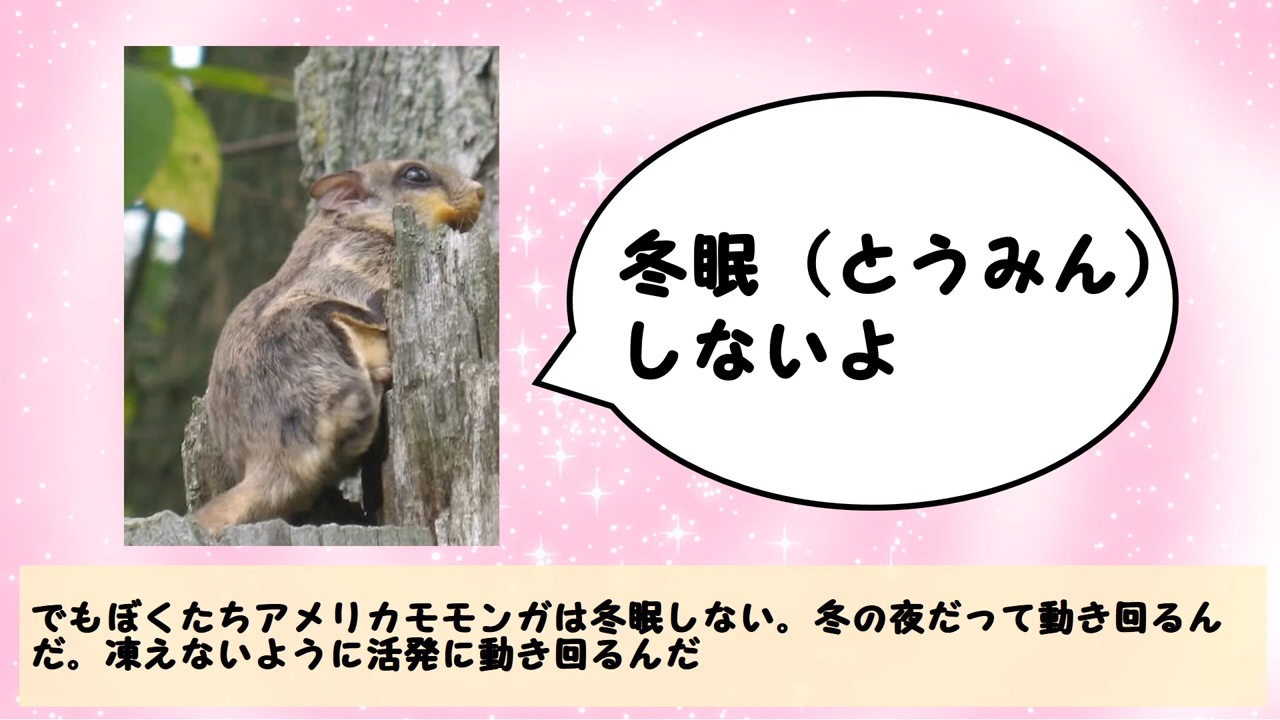 冬眠（とうみん）
しないよ
でもぼくたちアメリカモモンガは冬眠しない。冬の夜だって動き回るん
だ。凍えないように活発に動き回るんだ